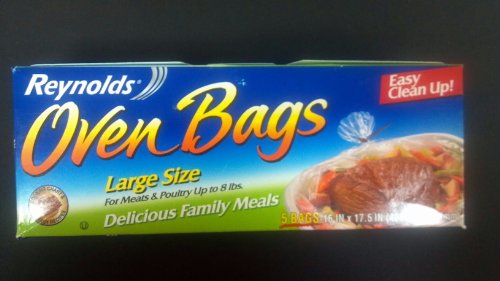 Reynolds®
Easy
Clean Up!
Oven Bags
Large Size
For Meats & Poultry Up to 8 lbs.
Delicious Family Meals
5 BAGS 16 IN X 17.5 IN